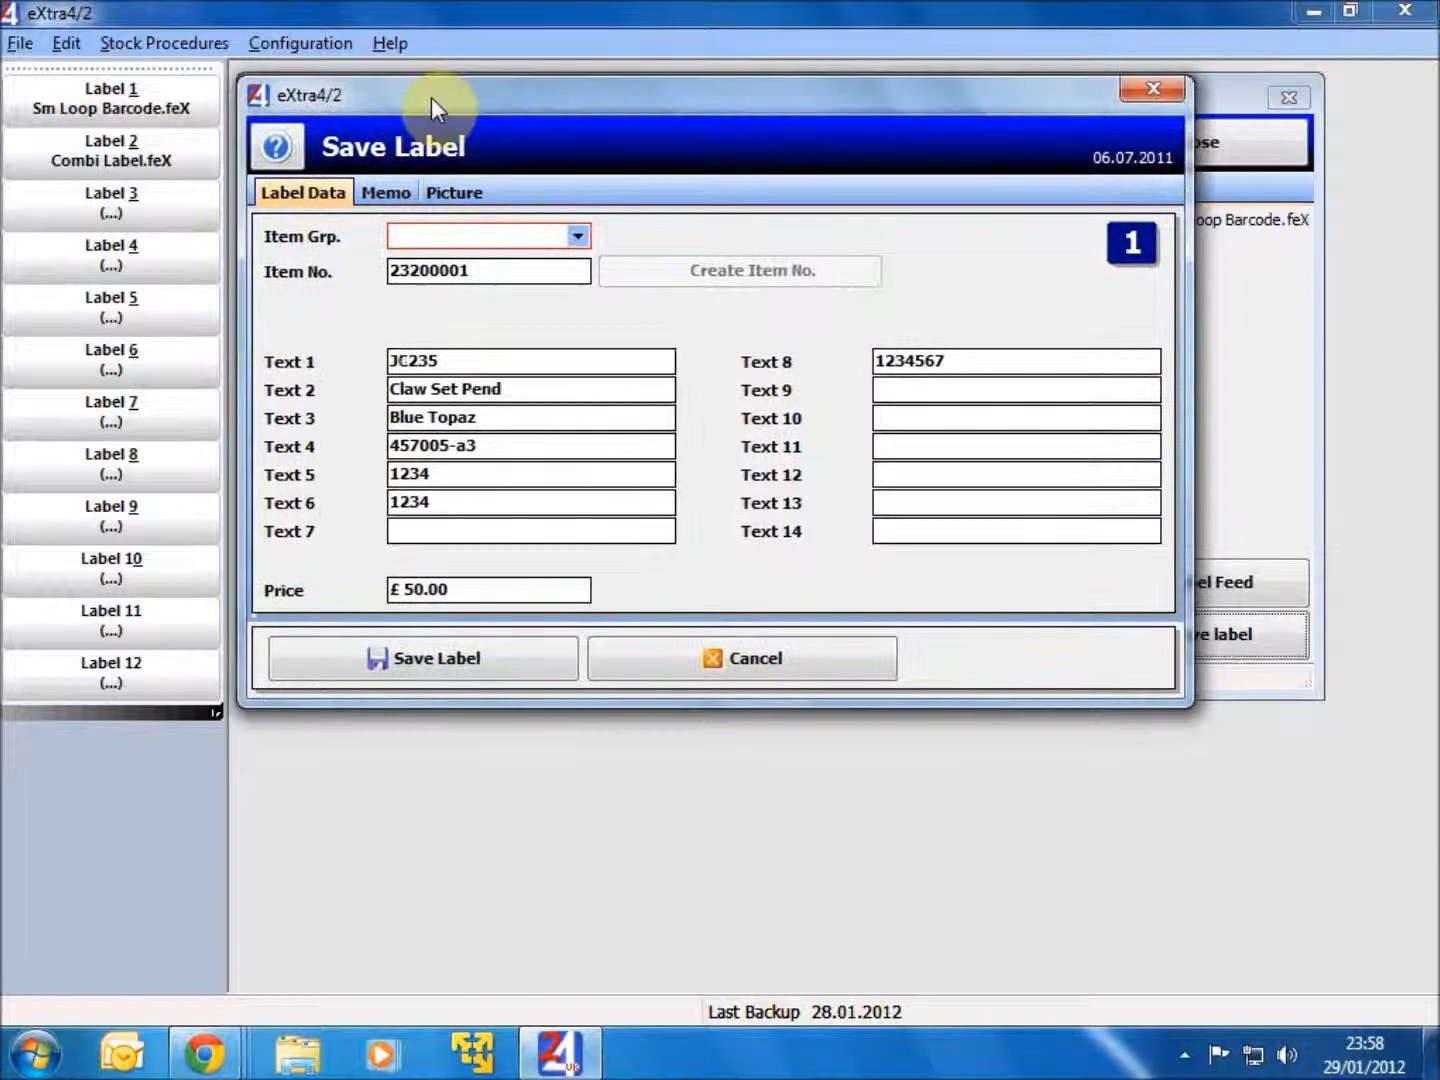 eXtra4/2
File Edit Stock Procedures Configuration Help
Label 1
Sm Loop Barcode.feX
Label 2
Combi Label.feX
Label 3
(...)
Label 4
(...)
Label 5
(...)
Label 6
(...)
Label 7
(...)
Label 8
(...)
Label 9
(...)
Label 10
(...)
Label 11
(...)
Label 12
(...)
eXtra4/2
Save Label
06.07.2011
Label Data Memo Picture
Item Grp.
1
Item No. 23200001 Create Item No.
Text 1 JC235 Text 8 1234567
Text 2 Claw Set Pend Text 9
Text 3 Blue Topaz Text 10
Text 4 457005-a3 Text 11
Text 5 1234 Text 12
Text 6 1234 Text 13
Text 7 Text 14
Price £ 50.00
Save Label Cancel
ose
oop Barcode.feX
el Feed
ve label
Last Backup 28.01.2012
23:58
29/01/2012